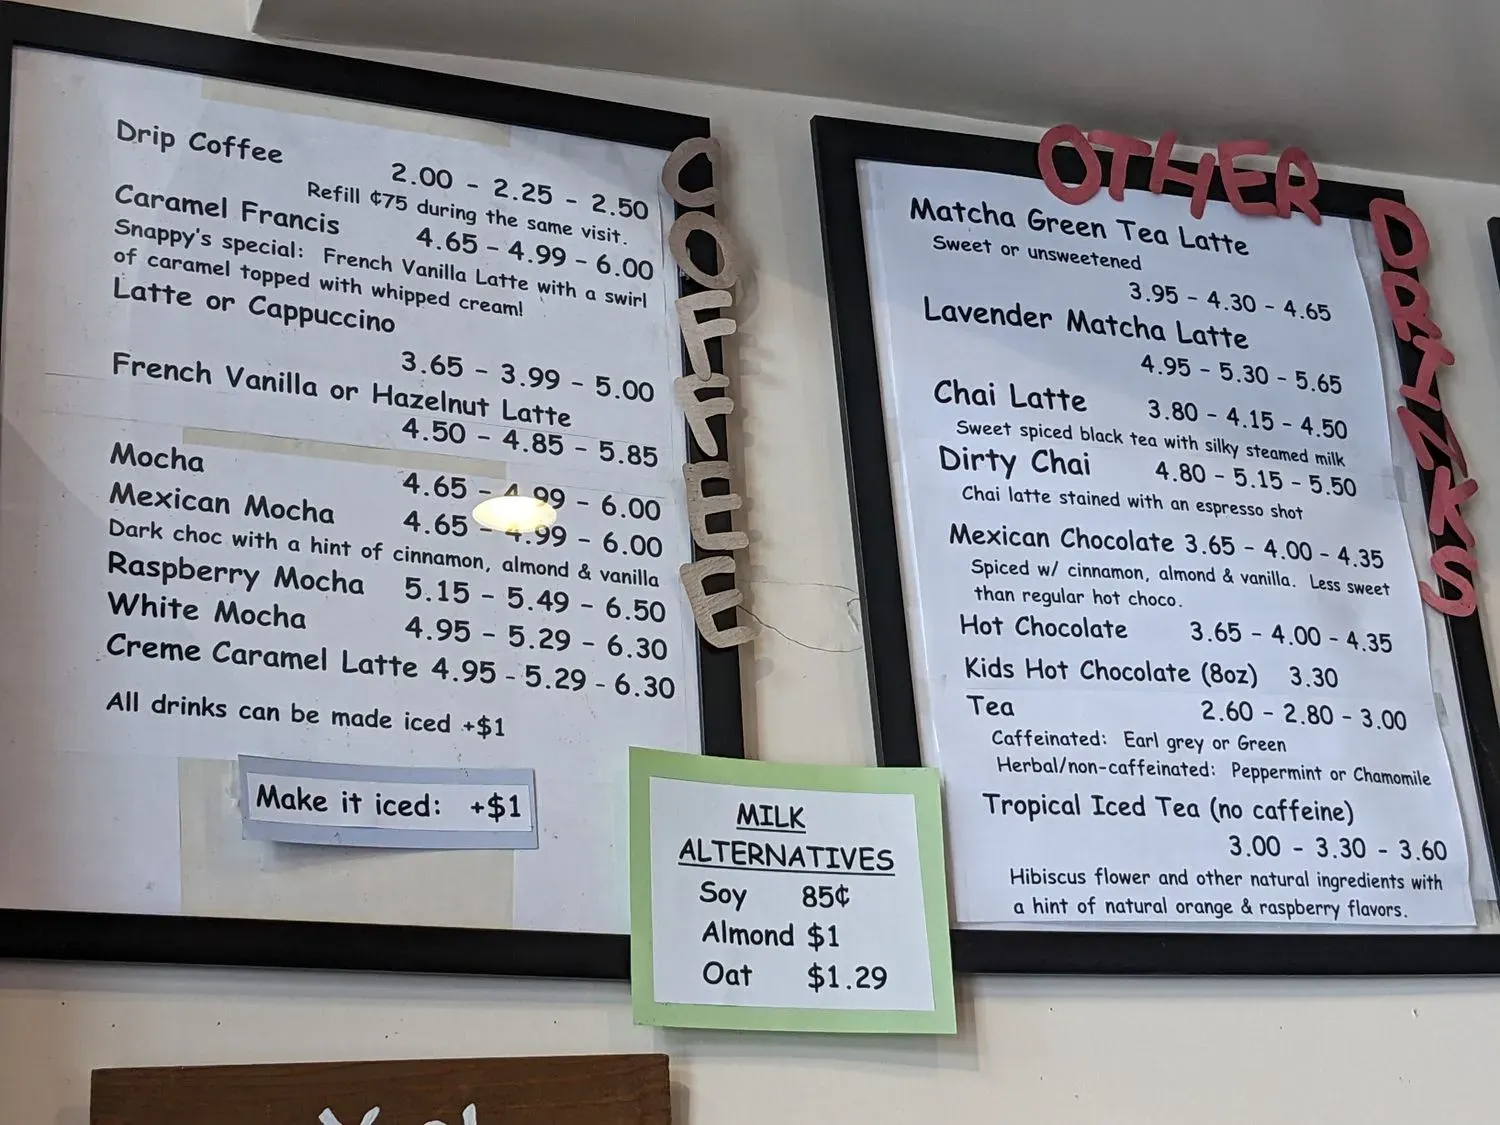 COFFEE
Drip Coffee
2.00 - 2.25 - 2.50
Refill ¢75 during the same visit.
Caramel Francis 4.65 - 4.99 - 6.00
Snappy's special: French Vanilla Latte with a swirl
of caramel topped with whipped cream!
Latte or Cappuccino
3.65 - 3.99 - 5.00
French Vanilla or Hazelnut Latte
4.50 - 4.85 - 5.85
Mocha 4.65 - 4.99 - 6.00
Mexican Mocha 4.65 - 4.99 - 6.00
Dark choc with a hint of cinnamon, almond & vanilla
Raspberry Mocha 5.15 - 5.49 - 6.50
White Mocha 4.95 - 5.29 - 6.30
Creme Caramel Latte 4.95 - 5.29 - 6.30
All drinks can be made iced +$1
Make it iced: +$1
MILK
ALTERNATIVES
Soy 85¢
Almond $1
Oat $1.29
OTHER
DRINKS
Matcha Green Tea Latte
Sweet or unsweetened
3.95 - 4.30 - 4.65
Lavender Matcha Latte
4.95 - 5.30 - 5.65
Chai Latte 3.80 - 4.15 - 4.50
Sweet spiced black tea with silky steamed milk
Dirty Chai 4.80 - 5.15 - 5.50
Chai latte stained with an espresso shot
Mexican Chocolate 3.65 - 4.00 - 4.35
Spiced w/ cinnamon, almond & vanilla. Less sweet
than regular hot choco.
Hot Chocolate 3.65 - 4.00 - 4.35
Kids Hot Chocolate (8oz) 3.30
Tea 2.60 - 2.80 - 3.00
Caffeinated: Earl grey or Green
Herbal/non-caffeinated: Peppermint or Chamomile
Tropical Iced Tea (no caffeine)
3.00 - 3.30 - 3.60
Hibiscus flower and other natural ingredients with
a hint of natural orange & raspberry flavors.